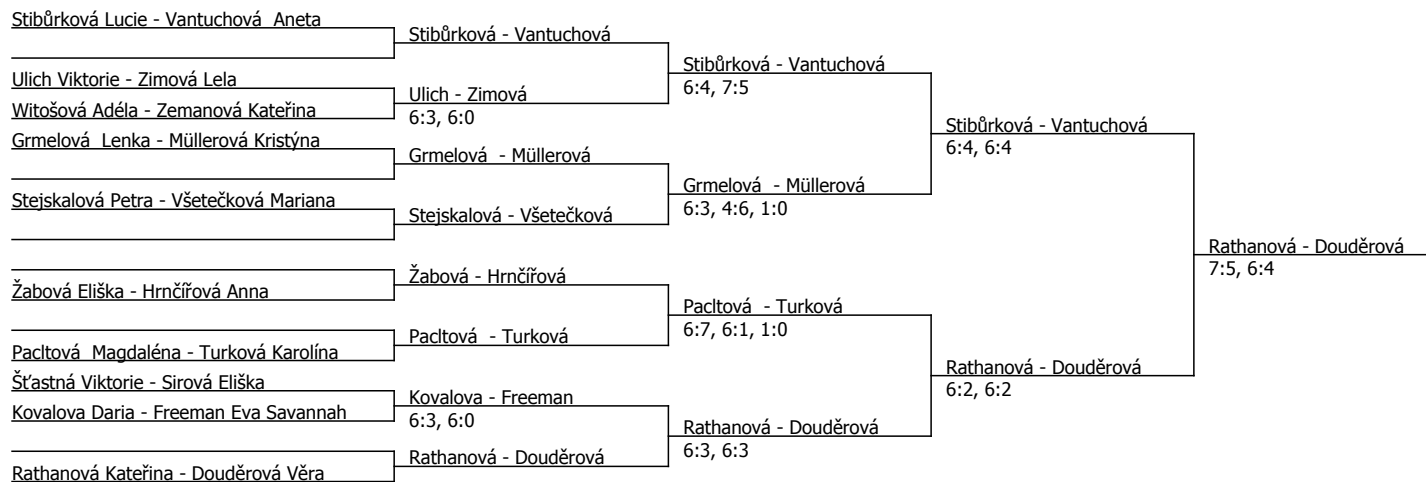 Stibůrková Lucie - Vantuchová  Aneta
Ulich Viktorie - Zimová Lela
Witošová Adéla - Zemanová Kateřina
Grmelová  Lenka - Müllerová Kristýna
Stejskalová Petra - Všetečková Mariana
Žabová Eliška - Hrnčířová Anna
Pacltová  Magdaléna - Turková Karolína
Šťastná Viktorie - Sirová Eliška
Kovalova Daria - Freeman Eva Savannah
Rathanová Kateřina - Douděrová Věra
Stibůrková - Vantuchová
Ulich - Zimová
6:3, 6:0
Grmelová  - Müllerová
Stejskalová - Všetečková
Žabová - Hrnčířová
Pacltová  - Turková
Kovalova - Freeman
6:3, 6:0
Rathanová - Douděrová
Stibůrková - Vantuchová
6:4, 7:5
Grmelová  - Müllerová
6:3, 4:6, 1:0
Pacltová  - Turková
6:7, 6:1, 1:0
Rathanová - Douděrová
6:3, 6:3
Stibůrková - Vantuchová
6:4, 6:4
Rathanová - Douděrová
6:2, 6:2
Rathanová - Douděrová
7:5, 6:4